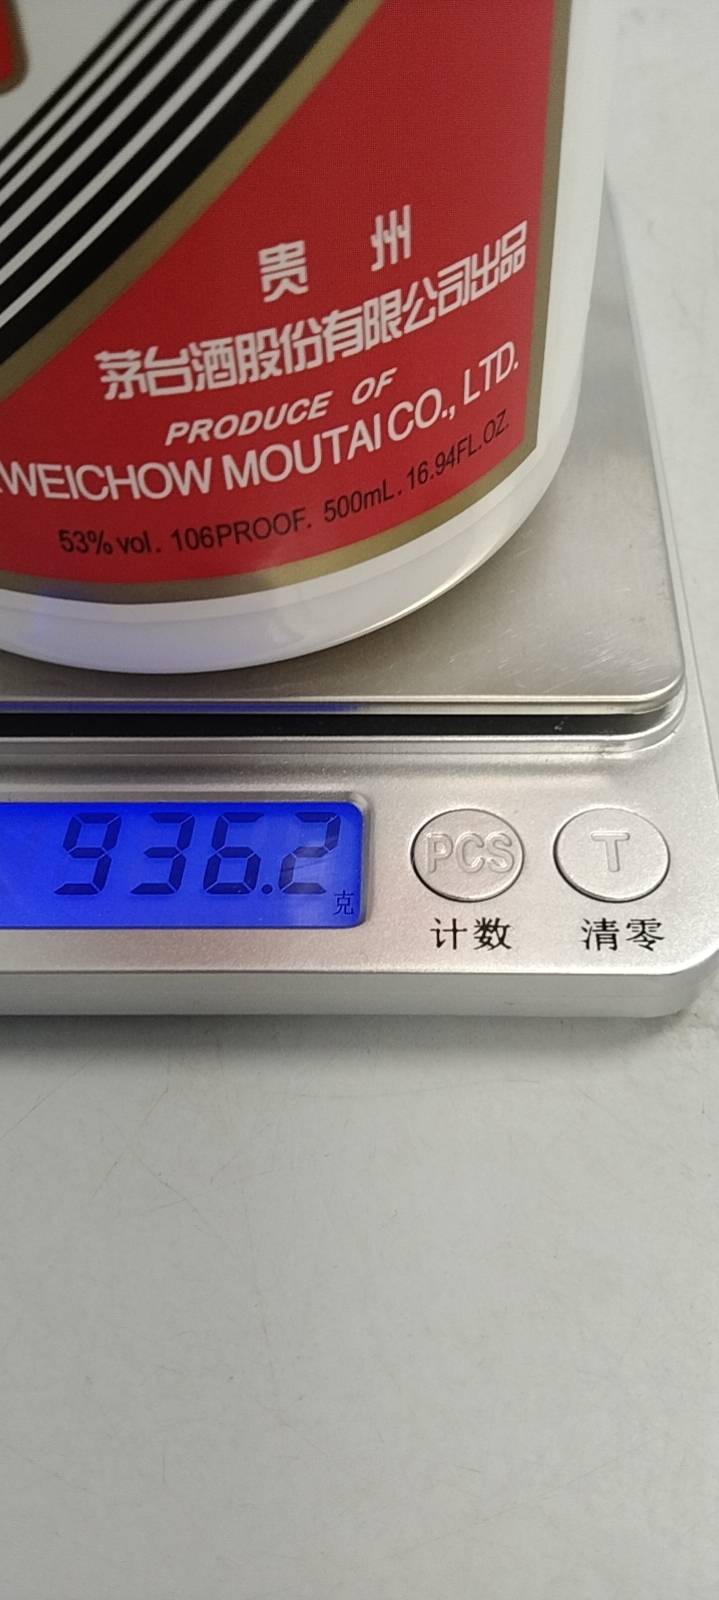 贵 州
茅台酒股份有限公司出品
PRODUCE OF
WEICHOW MOUTAI CO., LTD.
53% vol. 106PROOF. 500mL. 16.94FL.OZ.
936.2
克
PCS T
计数 清零